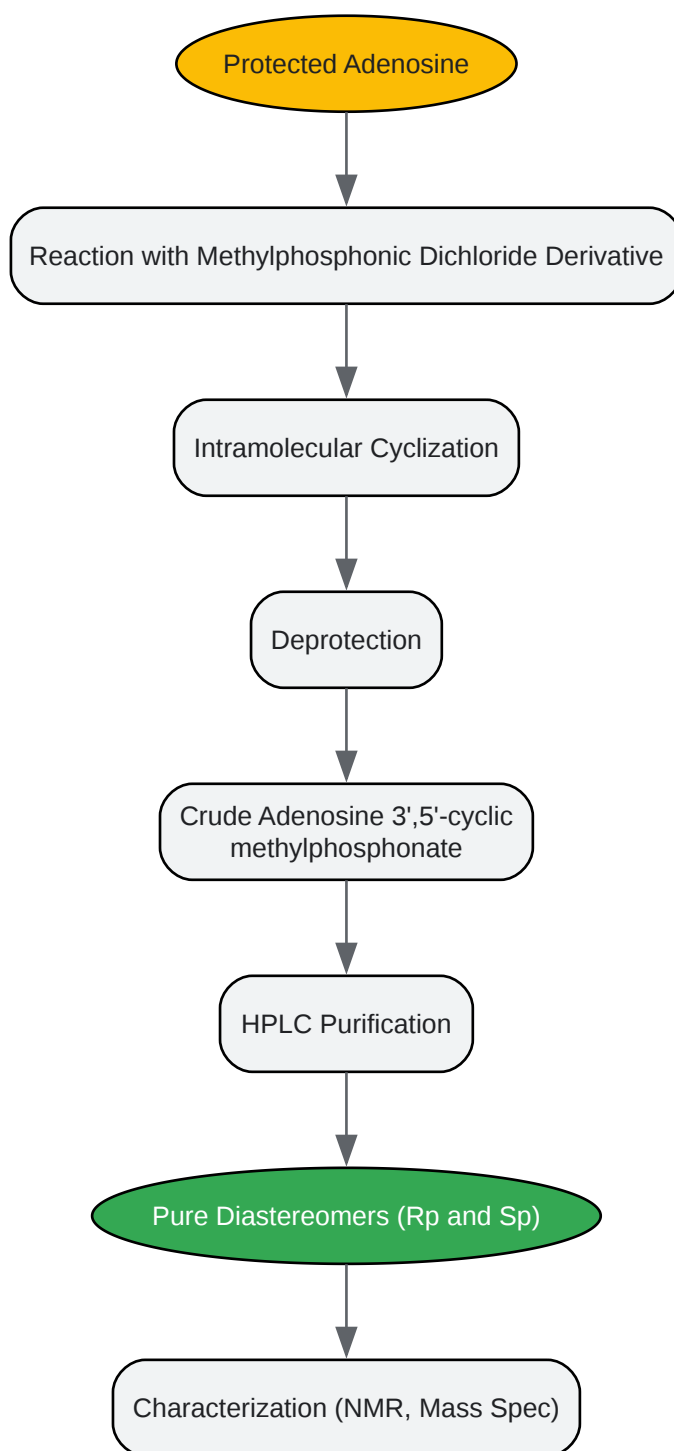 Protected Adenosine
Reaction with Methylphosphonic Dichloride Derivative
Intramolecular Cyclization
Deprotection
Crude Adenosine 3',5'-cyclic
methylphosphonate
HPLC Purification
Pure Diastereomers (Rp and Sp)
Characterization (NMR, Mass Spec)